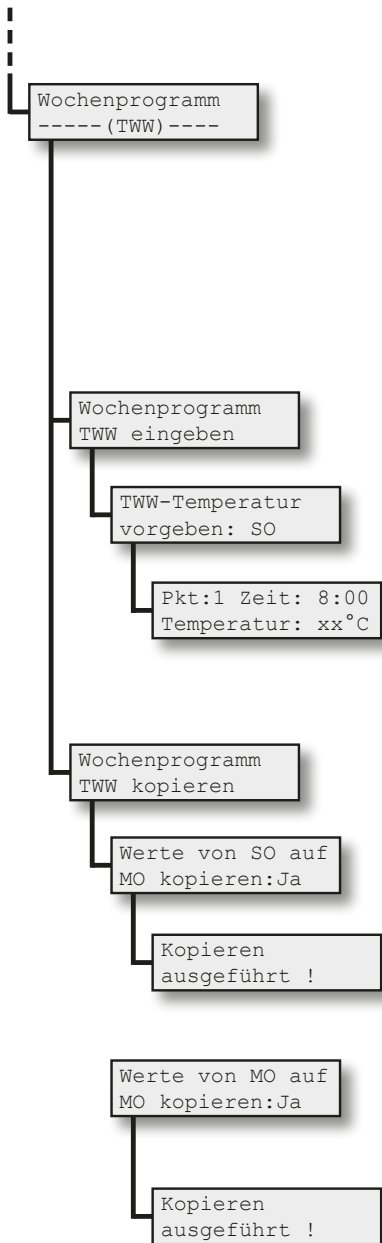 Wochenprogramm
-----(TWW)----
Wochenprogramm
TWW eingeben
TWW-Temperatur
vorgeben: SO
Pkt:1 Zeit: 8:00
Temperatur: xx°C
Wochenprogramm
TWW kopieren
Werte von SO auf
MO kopieren:Ja
Kopieren
ausgeführt !
Werte von MO auf
MO kopieren:Ja
Kopieren
ausgeführt !